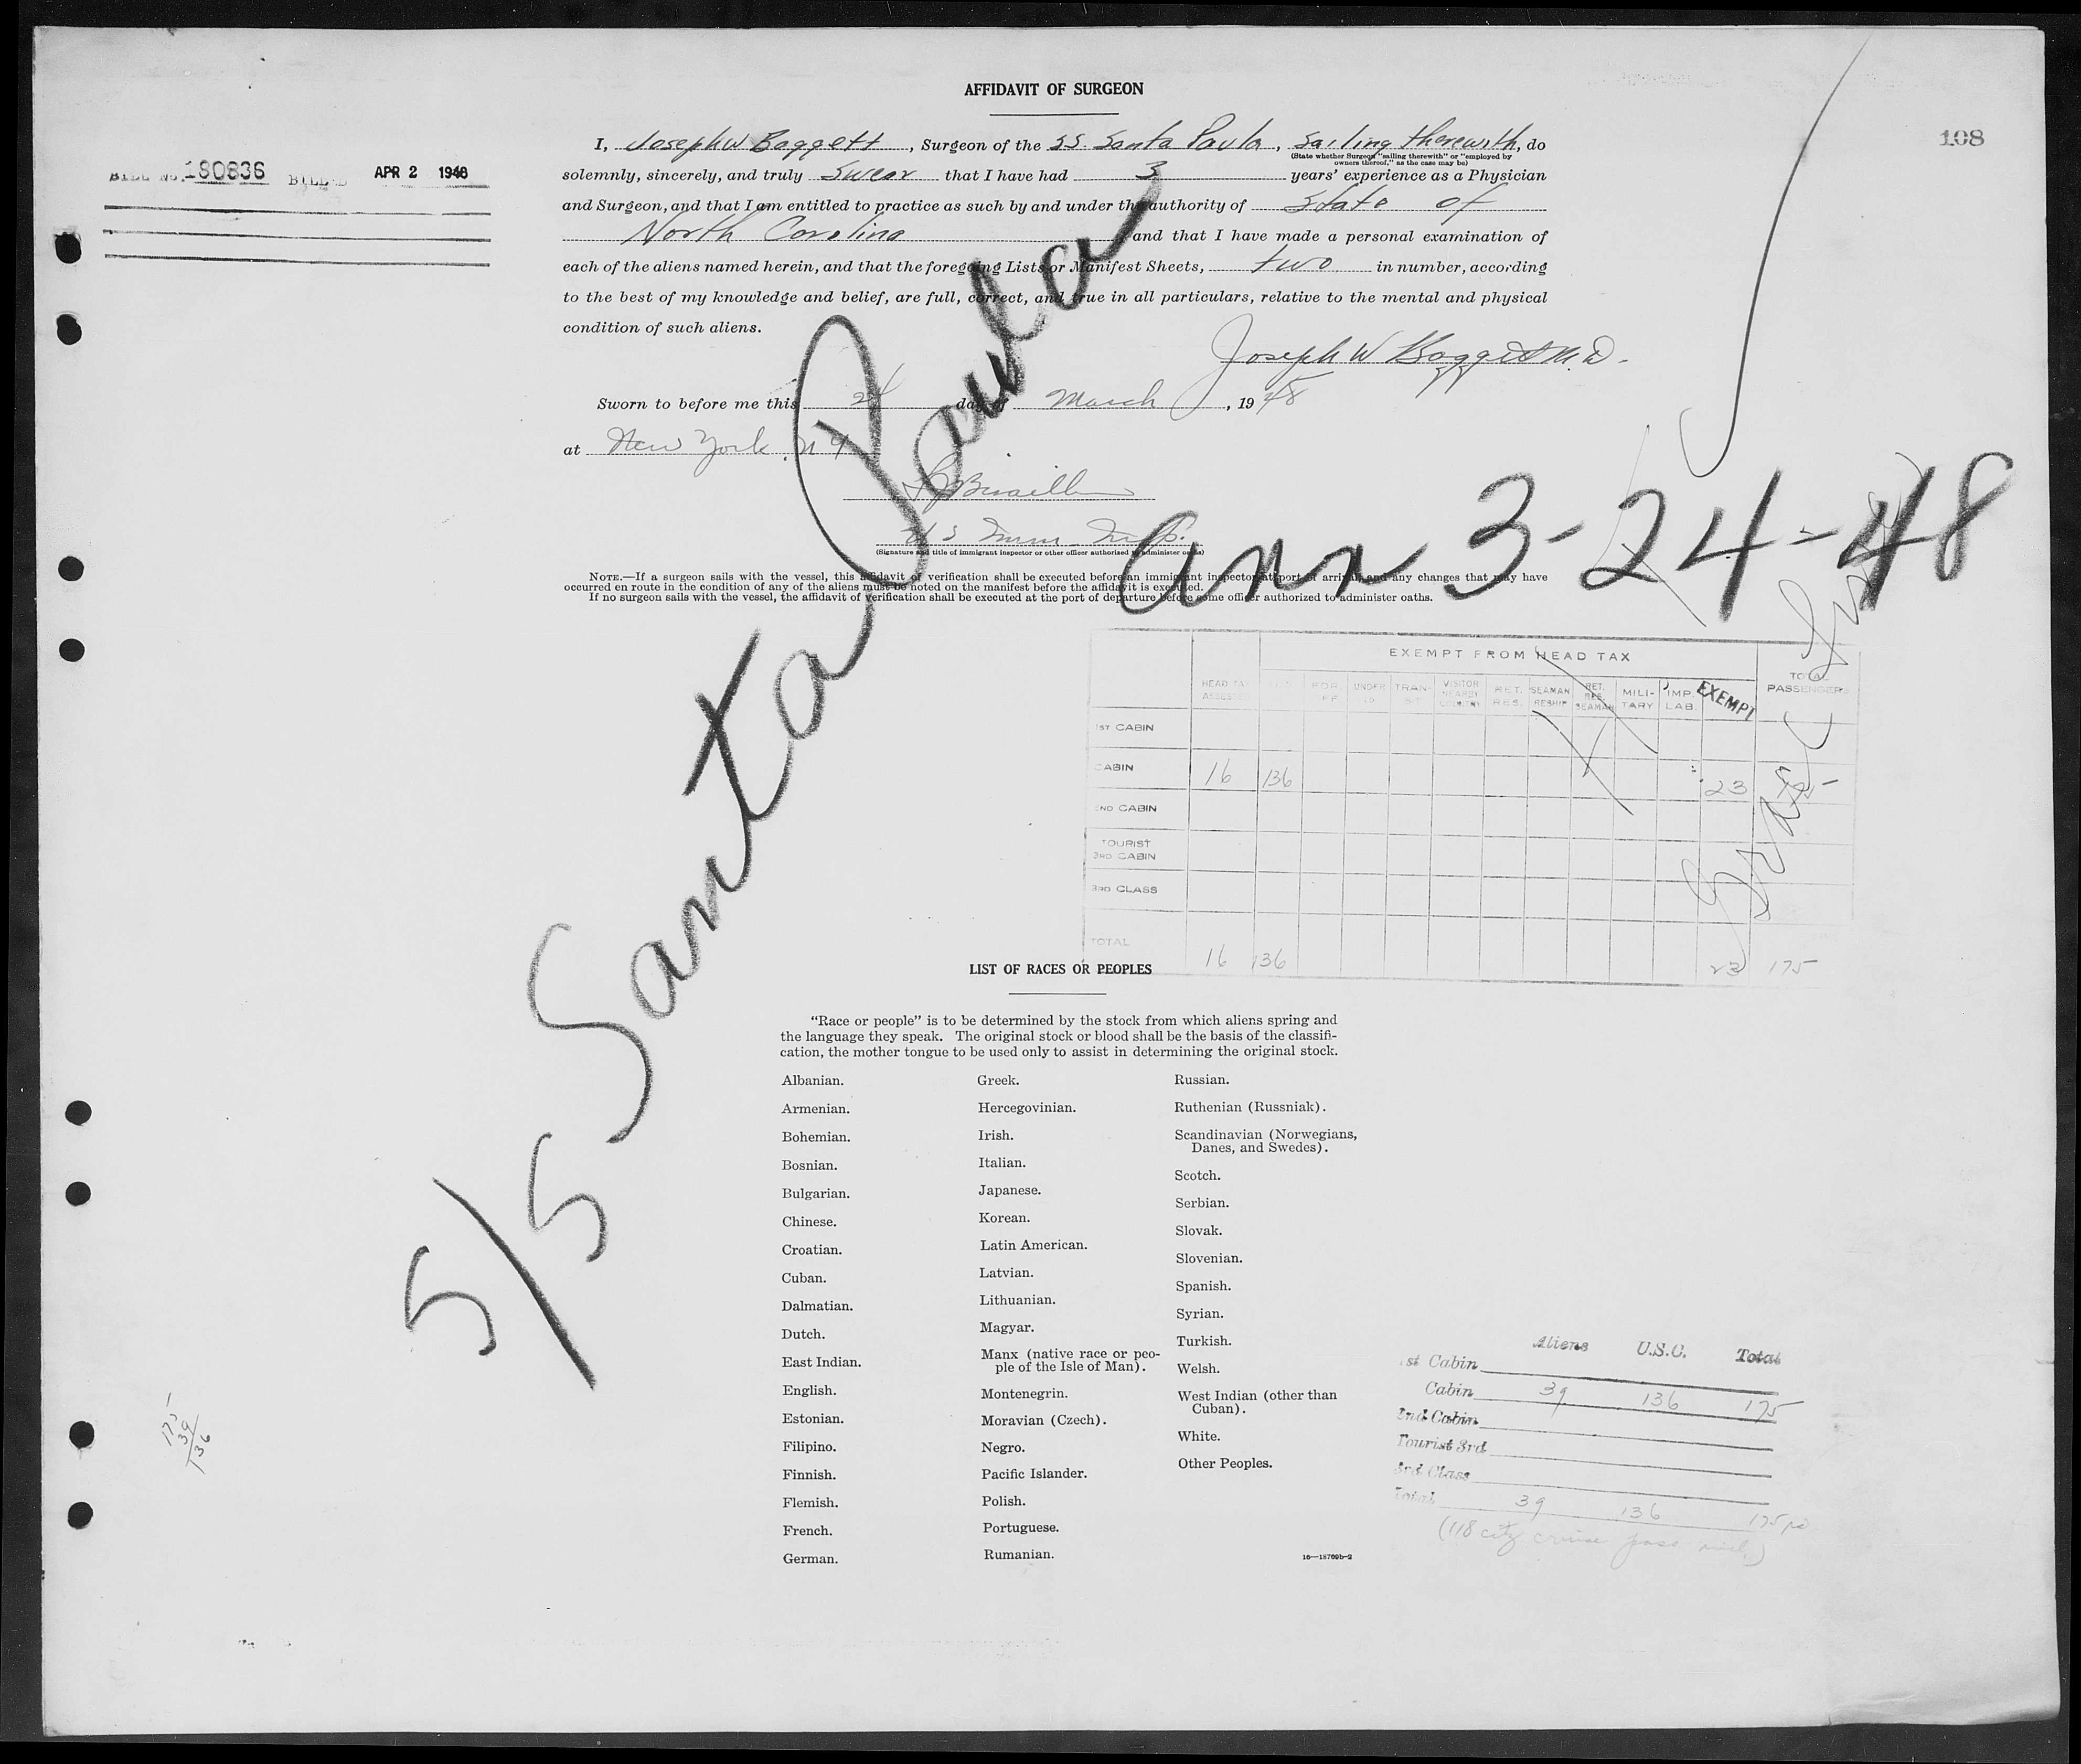 AFFIDAVIT OF SURGEON
108
BILL NO. 180836 BILLED APR 2 1948
I, Joseph W Baggett, Surgeon of the SS. Santa Paula, sailing therewith, do
(State whether Surgeon "sailing therewith" or "employed by
owners thereof," as the case may be)
solemnly, sincerely, and truly swear that I have had 3 years' experience as a Physician
and Surgeon, and that I am entitled to practice as such by and under the authority of State of
North Carolina and that I have made a personal examination of
each of the aliens named herein, and that the foregoing Lists or Manifest Sheets, two in number, according
to the best of my knowledge and belief, are full, correct, and true in all particulars, relative to the mental and physical
condition of such aliens.
Joseph W Baggett M.D.
Sworn to before me this 24 day of March, 1948
at New York, N Y
U S Imm. Insp.
(Signature and title of immigrant inspector or other officer authorized to administer oaths)
NOTE.—If a surgeon sails with the vessel, this affidavit of verification shall be executed before an immigrant inspector at port of arrival, and any changes that may have
occurred en route in the condition of any of the aliens must be noted on the manifest before the affidavit is executed.
If no surgeon sails with the vessel, the affidavit of verification shall be executed at the port of departure before some officer authorized to administer oaths.
S/S Santa Paula
arr 3-24-48
Grace
EXEMPT FROM HEAD TAX
HEAD TAX ASSESSED
UNDER 16
TRANSIT
VISITOR NEARBY COUNTRY
RET. RES.
SEAMAN RESHIP
RET. RES. SEAMAN
MILITARY
IMP. LAB.
EXEMPT
TOTAL PASSENGERS
1ST CABIN
CABIN 16 136 23 175
2ND CABIN
TOURIST
3RD CABIN
3RD CLASS
TOTAL 16 136 23 175
LIST OF RACES OR PEOPLES
"Race or people" is to be determined by the stock from which aliens spring and
the language they speak. The original stock or blood shall be the basis of the classifi-
cation, the mother tongue to be used only to assist in determining the original stock.
Albanian.
Armenian.
Bohemian.
Bosnian.
Bulgarian.
Chinese.
Croatian.
Cuban.
Dalmatian.
Dutch.
East Indian.
English.
Estonian.
Filipino.
Finnish.
Flemish.
French.
German.
Greek.
Hercegovinian.
Irish.
Italian.
Japanese.
Korean.
Latin American.
Latvian.
Lithuanian.
Magyar.
Manx (native race or peo-
ple of the Isle of Man).
Montenegrin.
Moravian (Czech).
Negro.
Pacific Islander.
Polish.
Portuguese.
Rumanian.
Russian.
Ruthenian (Russniak).
Scandinavian (Norwegians,
Danes, and Swedes).
Scotch.
Serbian.
Slovak.
Slovenian.
Spanish.
Syrian.
Turkish.
Welsh.
West Indian (other than
Cuban).
White.
Other Peoples.
16—18769b-2
175
39
136
Aliens U.S.C. Total
1st Cabin
Cabin 39 136 175
2nd Cabin
Tourist 3rd
3rd Class
Total 39 136 175
(118 city cruise